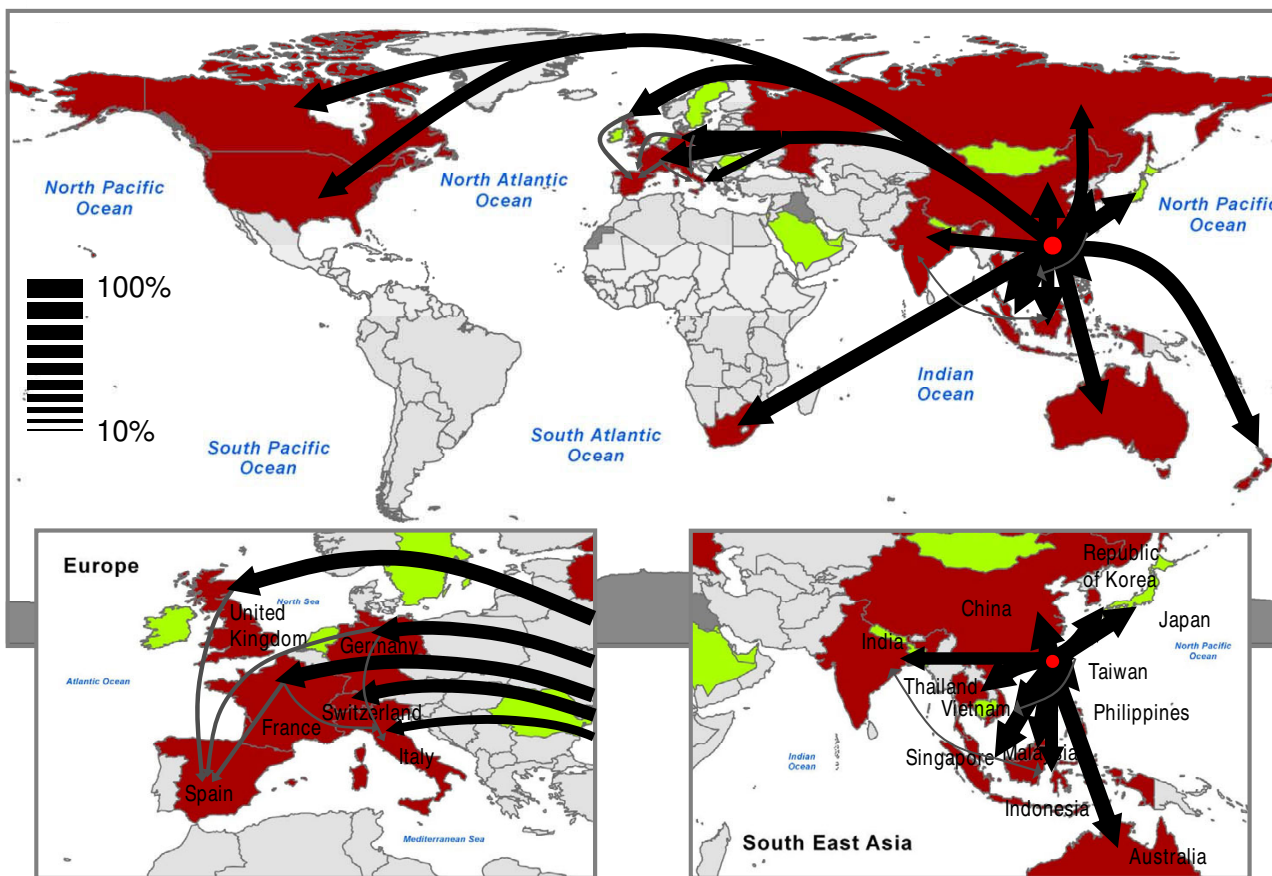 North Pacific
Ocean
North Atlantic
Ocean
North Pacific
Ocean
100%
10%
Indian
Ocean
South Pacific
Ocean
South Atlantic
Ocean
Europe
North Sea
United
Kingdom
Germany
Atlantic Ocean
France
Switzerland
Italy
Spain
Mediterranean Sea
Republic
of Korea
China
Japan
India
North Pacific
Ocean
Taiwan
Thailand
Vietnam
Philippines
Singapore
Malaysia
Indian
Ocean
Indonesia
South East Asia
Australia